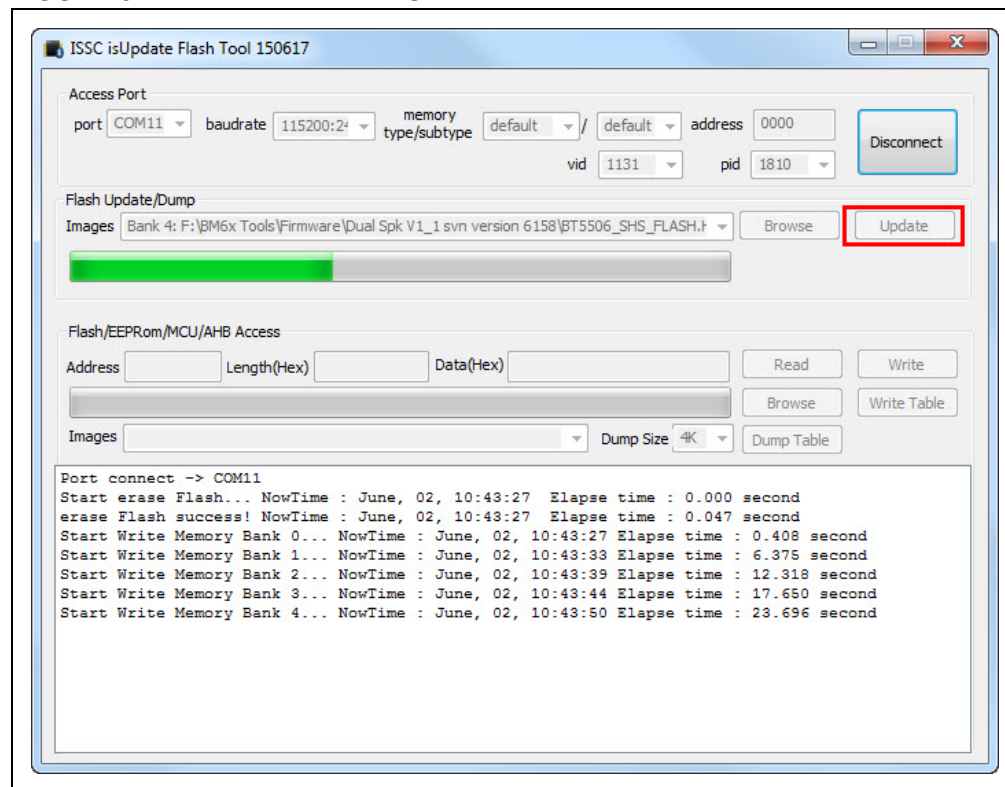 ISSC isUpdate Flash Tool 150617
Access Port
port COM11 baudrate 115200:24 memory type/subtype default / default address 0000
Disconnect
vid 1131 pid 1810
Flash Update/Dump
Images Bank 4: F:\BM6x Tools\Firmware\Dual Spk V1_1 svn version 6158\BT5506_SHS_FLASH.H Browse Update
Flash/EEPRom/MCU/AHB Access
Address Length(Hex) Data(Hex) Read Write
Browse Write Table
Images Dump Size 4K Dump Table
Port connect -> COM11
Start erase Flash... NowTime : June, 02, 10:43:27 Elapse time : 0.000 second
erase Flash success! NowTime : June, 02, 10:43:27 Elapse time : 0.047 second
Start Write Memory Bank 0... NowTime : June, 02, 10:43:27 Elapse time : 0.408 second
Start Write Memory Bank 1... NowTime : June, 02, 10:43:33 Elapse time : 6.375 second
Start Write Memory Bank 2... NowTime : June, 02, 10:43:39 Elapse time : 12.318 second
Start Write Memory Bank 3... NowTime : June, 02, 10:43:44 Elapse time : 17.650 second
Start Write Memory Bank 4... NowTime : June, 02, 10:43:50 Elapse time : 23.696 second